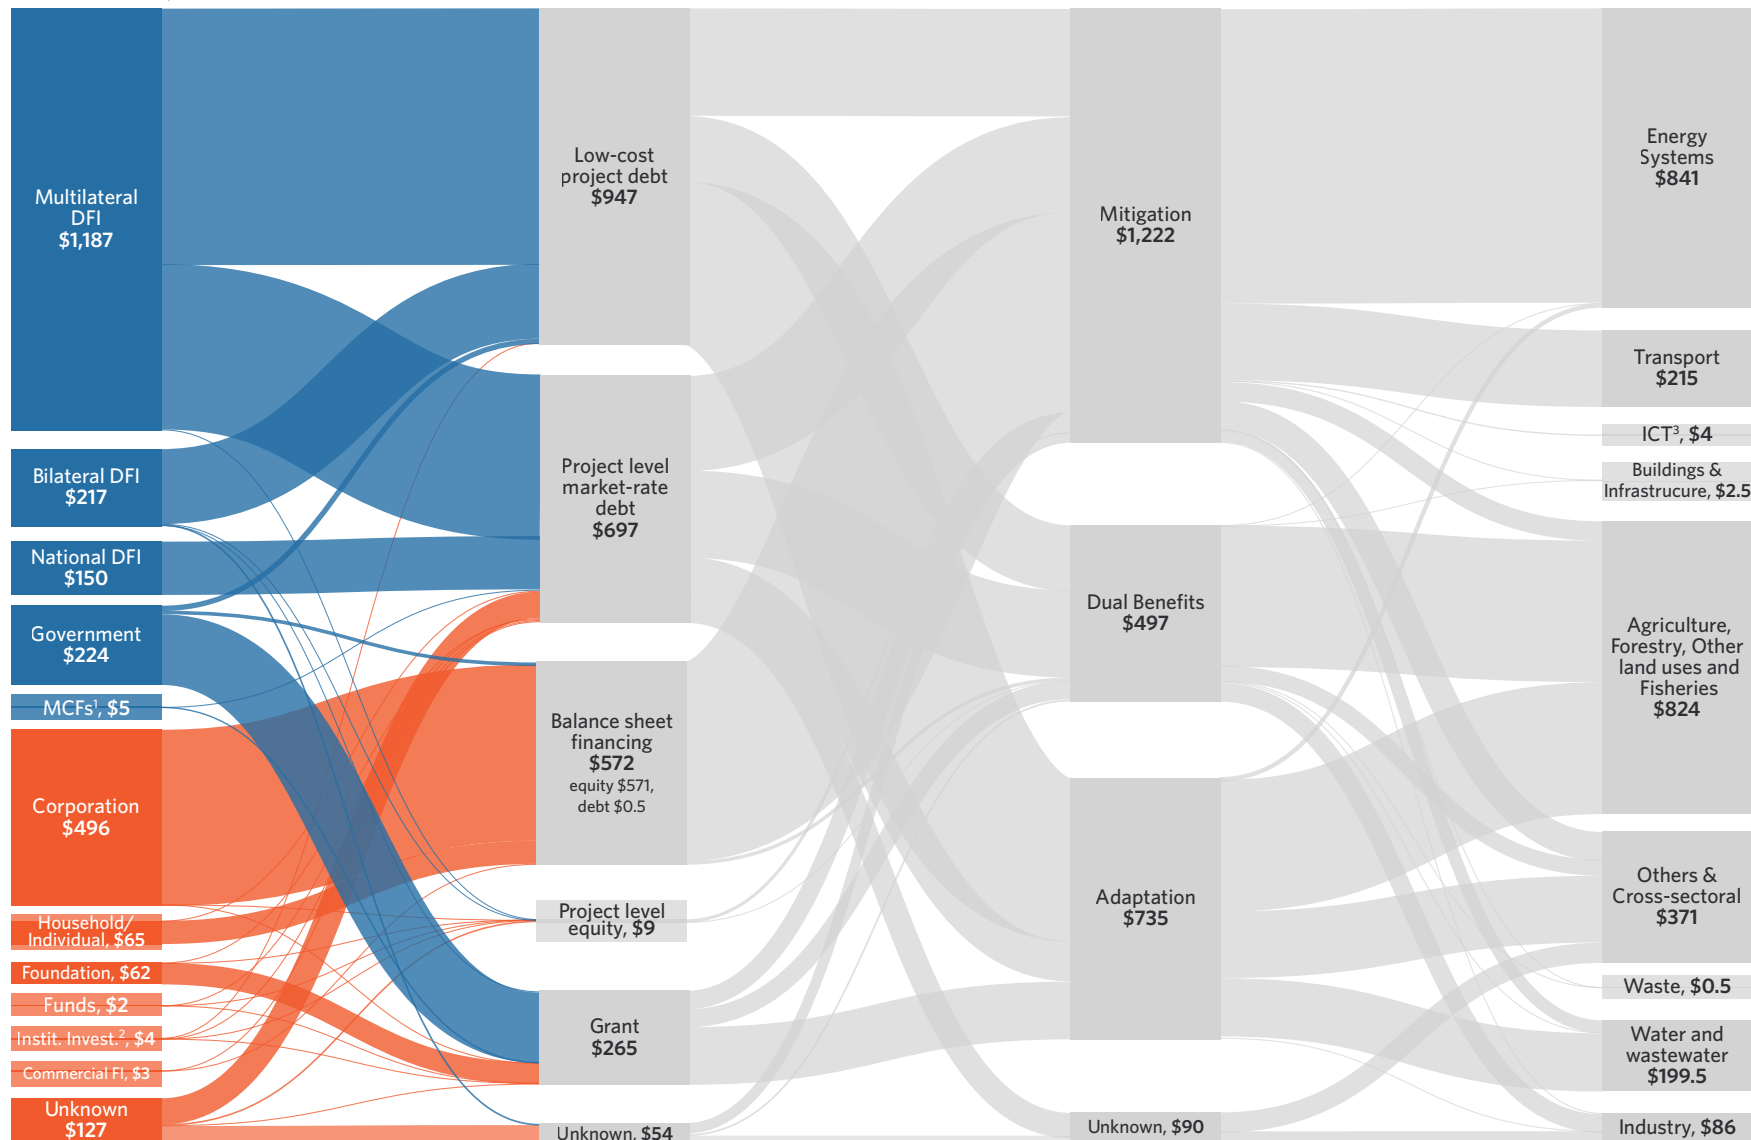 Multilateral
DFI
$1,187
Bilateral DFI
$217
National DFI
$150
Government
$224
MCFs¹, $5
Corporation
$496
Household/
Individual, $65
Foundation, $62
Funds, $2
Instit. Invest.², $4
Commercial FI, $3
Unknown
$127
Low-cost
project debt
$947
Project level
market-rate
debt
$697
Balance sheet
financing
$572
equity $571,
debt $0.5
Project level
equity, $9
Grant
$265
Unknown, $54
Mitigation
$1,222
Dual Benefits
$497
Adaptation
$735
Unknown, $90
Energy
Systems
$841
Transport
$215
ICT³, $4
Buildings &
Infrastrucure, $2.5
Agriculture,
Forestry, Other
land uses and
Fisheries
$824
Others &
Cross-sectoral
$371
Waste, $0.5
Water and
wastewater
$199.5
Industry, $86